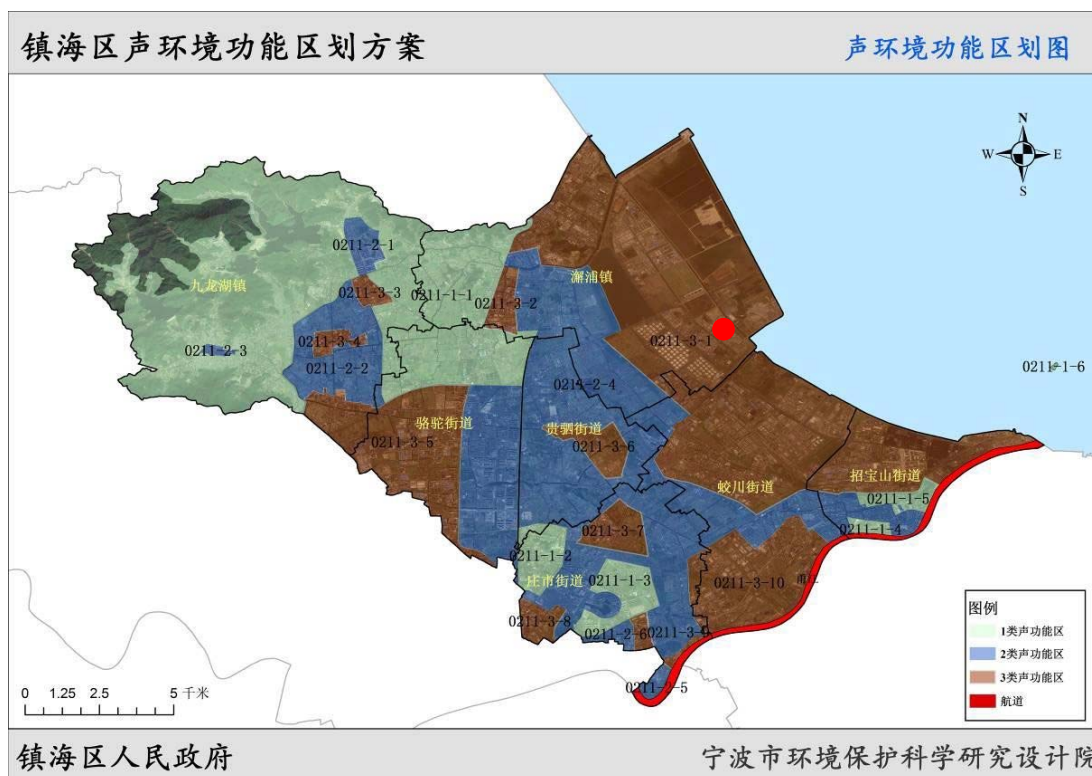 镇海区声环境功能区划方案
声环境功能区划图
N
W
E
S
0211-2-1
澥浦镇
九龙湖镇
0211-3-3
0211-1-1
0211-3-2
0211-3-4
0211-3-1
0211-2-3
0211-2-2
0211-1-6
0211-2-4
骆驼街道
贵驷街道
0211-3-5
0211-3-6
招宝山街道
蛟川街道
0211-1-5
0211-1-4
0211-3-7
0211-1-2
庄市街道
0211-1-3
0211-3-10
甬江
0211-3-8
0211-2-6
0211-3-9
0211-2-5
图例
1类声功能区
2类声功能区
3类声功能区
航道
0 1.25 2.5 5 千米
镇海区人民政府
宁波市环境保护科学研究设计院